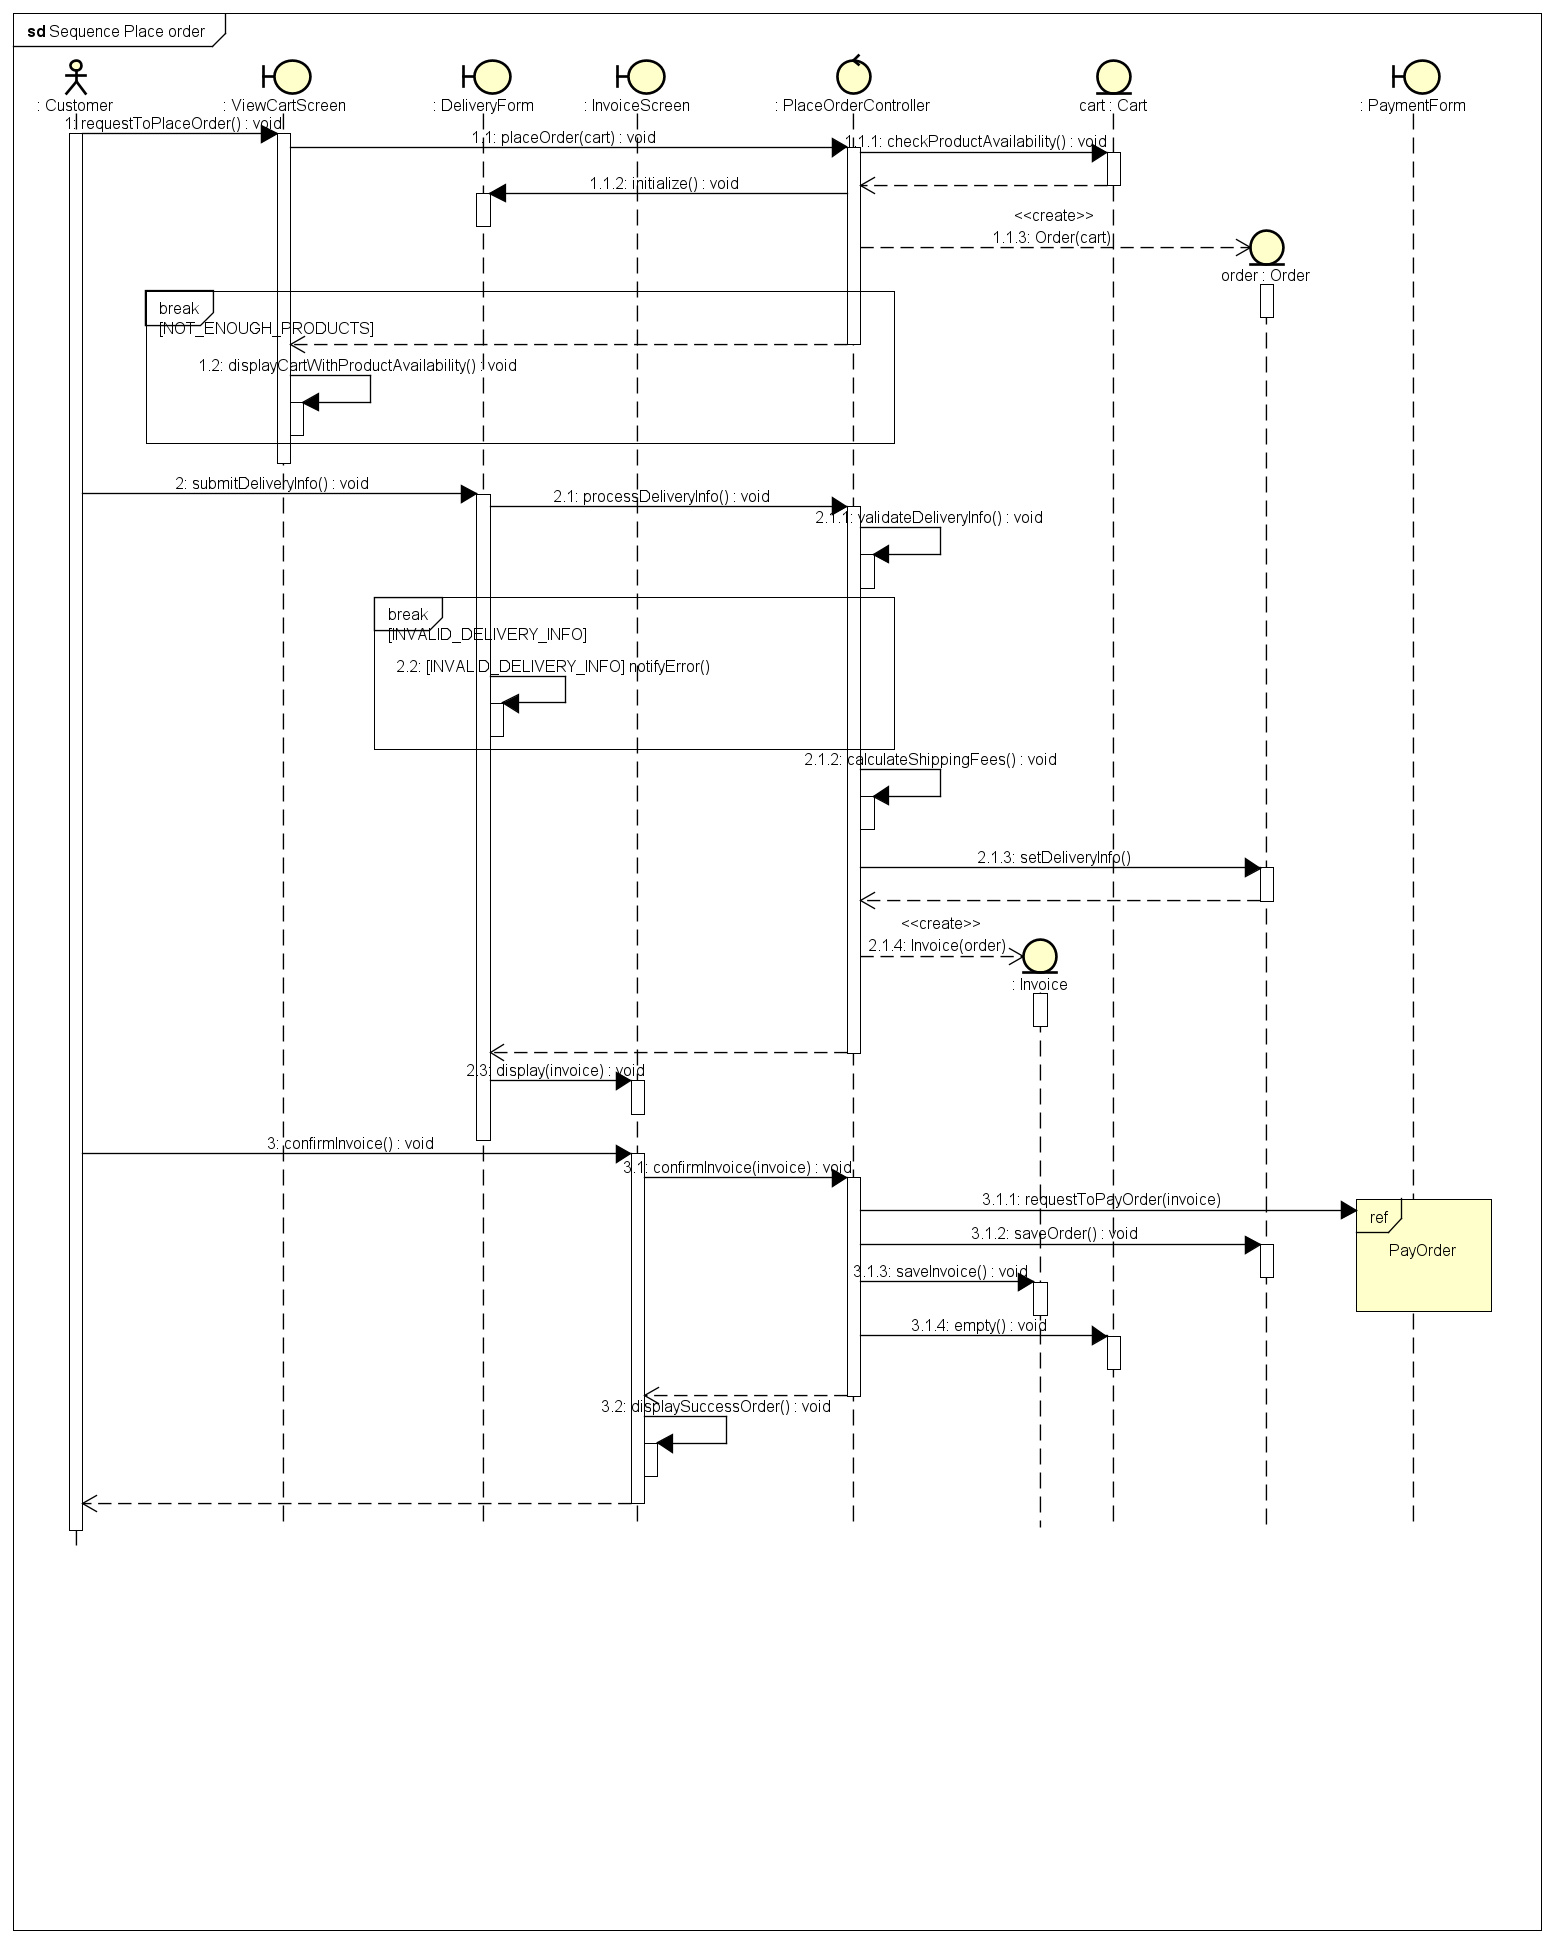 sd Sequence Place order
: Customer
: ViewCartScreen
: DeliveryForm
: InvoiceScreen
: PlaceOrderController
cart : Cart
: PaymentForm
1: requestToPlaceOrder() : void
1.1: placeOrder(cart) : void
1.1.1: checkProductAvailability() : void
1.1.2: initialize() : void
<<create>>
1.1.3: Order(cart)
order : Order
break
[NOT_ENOUGH_PRODUCTS]
1.2: displayCartWithProductAvailability() : void
2: submitDeliveryInfo() : void
2.1: processDeliveryInfo() : void
2.1.1: validateDeliveryInfo() : void
break
[INVALID_DELIVERY_INFO]
2.2: [INVALID_DELIVERY_INFO] notifyError()
2.1.2: calculateShippingFees() : void
2.1.3: setDeliveryInfo()
<<create>>
2.1.4: Invoice(order)
: Invoice
2.3: display(invoice) : void
3: confirmInvoice() : void
3.1: confirmInvoice(invoice) : void
3.1.1: requestToPayOrder(invoice)
ref
3.1.2: saveOrder() : void
PayOrder
3.1.3: saveInvoice() : void
3.1.4: empty() : void
3.2: displaySuccessOrder() : void